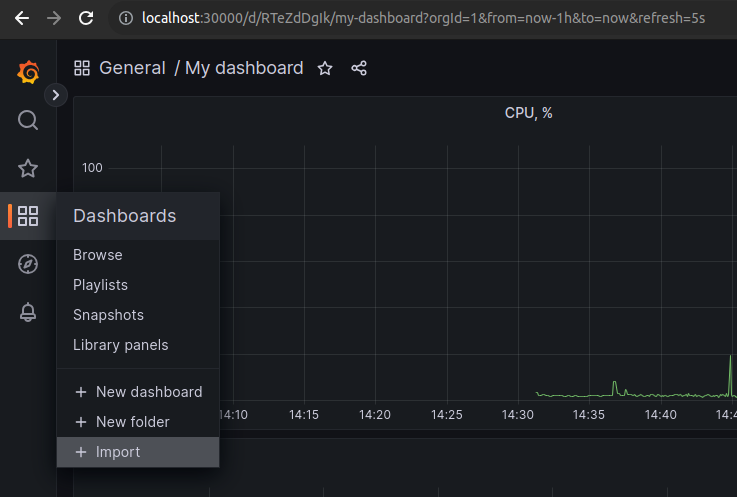 localhost:30000/d/RTeZdDgIk/my-dashboard?orgId=1&from=now-1h&to=now&refresh=5s
General / My dashboard
CPU, %
100
Dashboards
Browse
Playlists
Snapshots
Library panels
+ New dashboard
+ New folder
+ Import
14:10 14:15 14:20 14:25 14:30 14:35 14:40